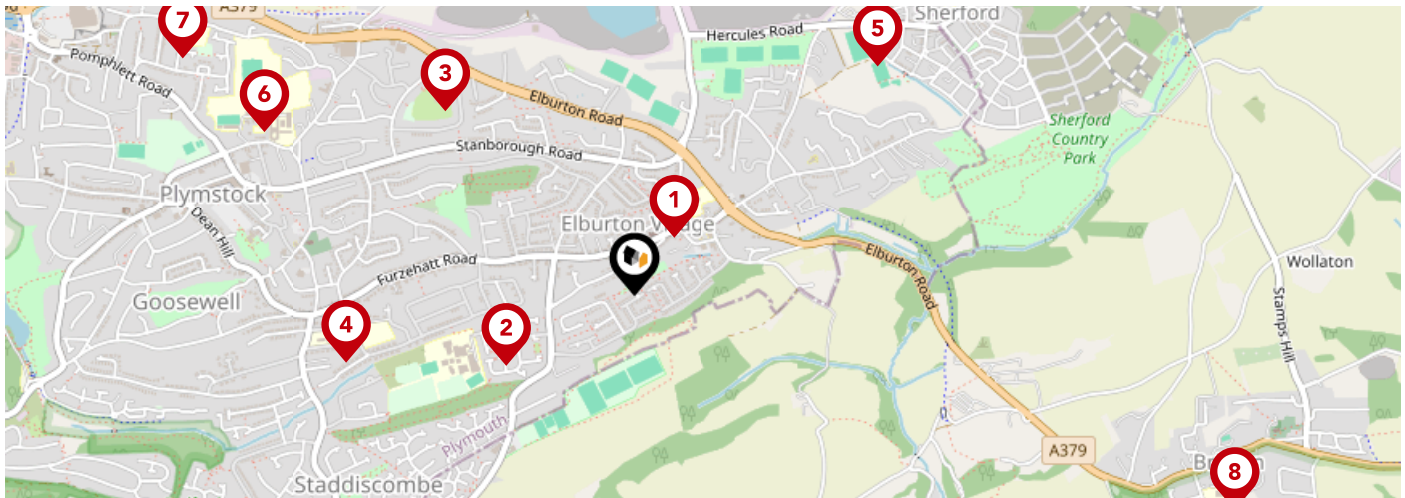 A379
7
Hercules Road
Sherford
5
Pomphlett Road
3
6
Elburton Road
Sherford
Country
Park
Stanborough Road
Plymstock
1
Elburton
Dean Hill
Furzehatt Road
Elburton Road
Wollaton
Goosewell
Stamps Hill
4
2
Plymouth
A379
8
Staddiscombe